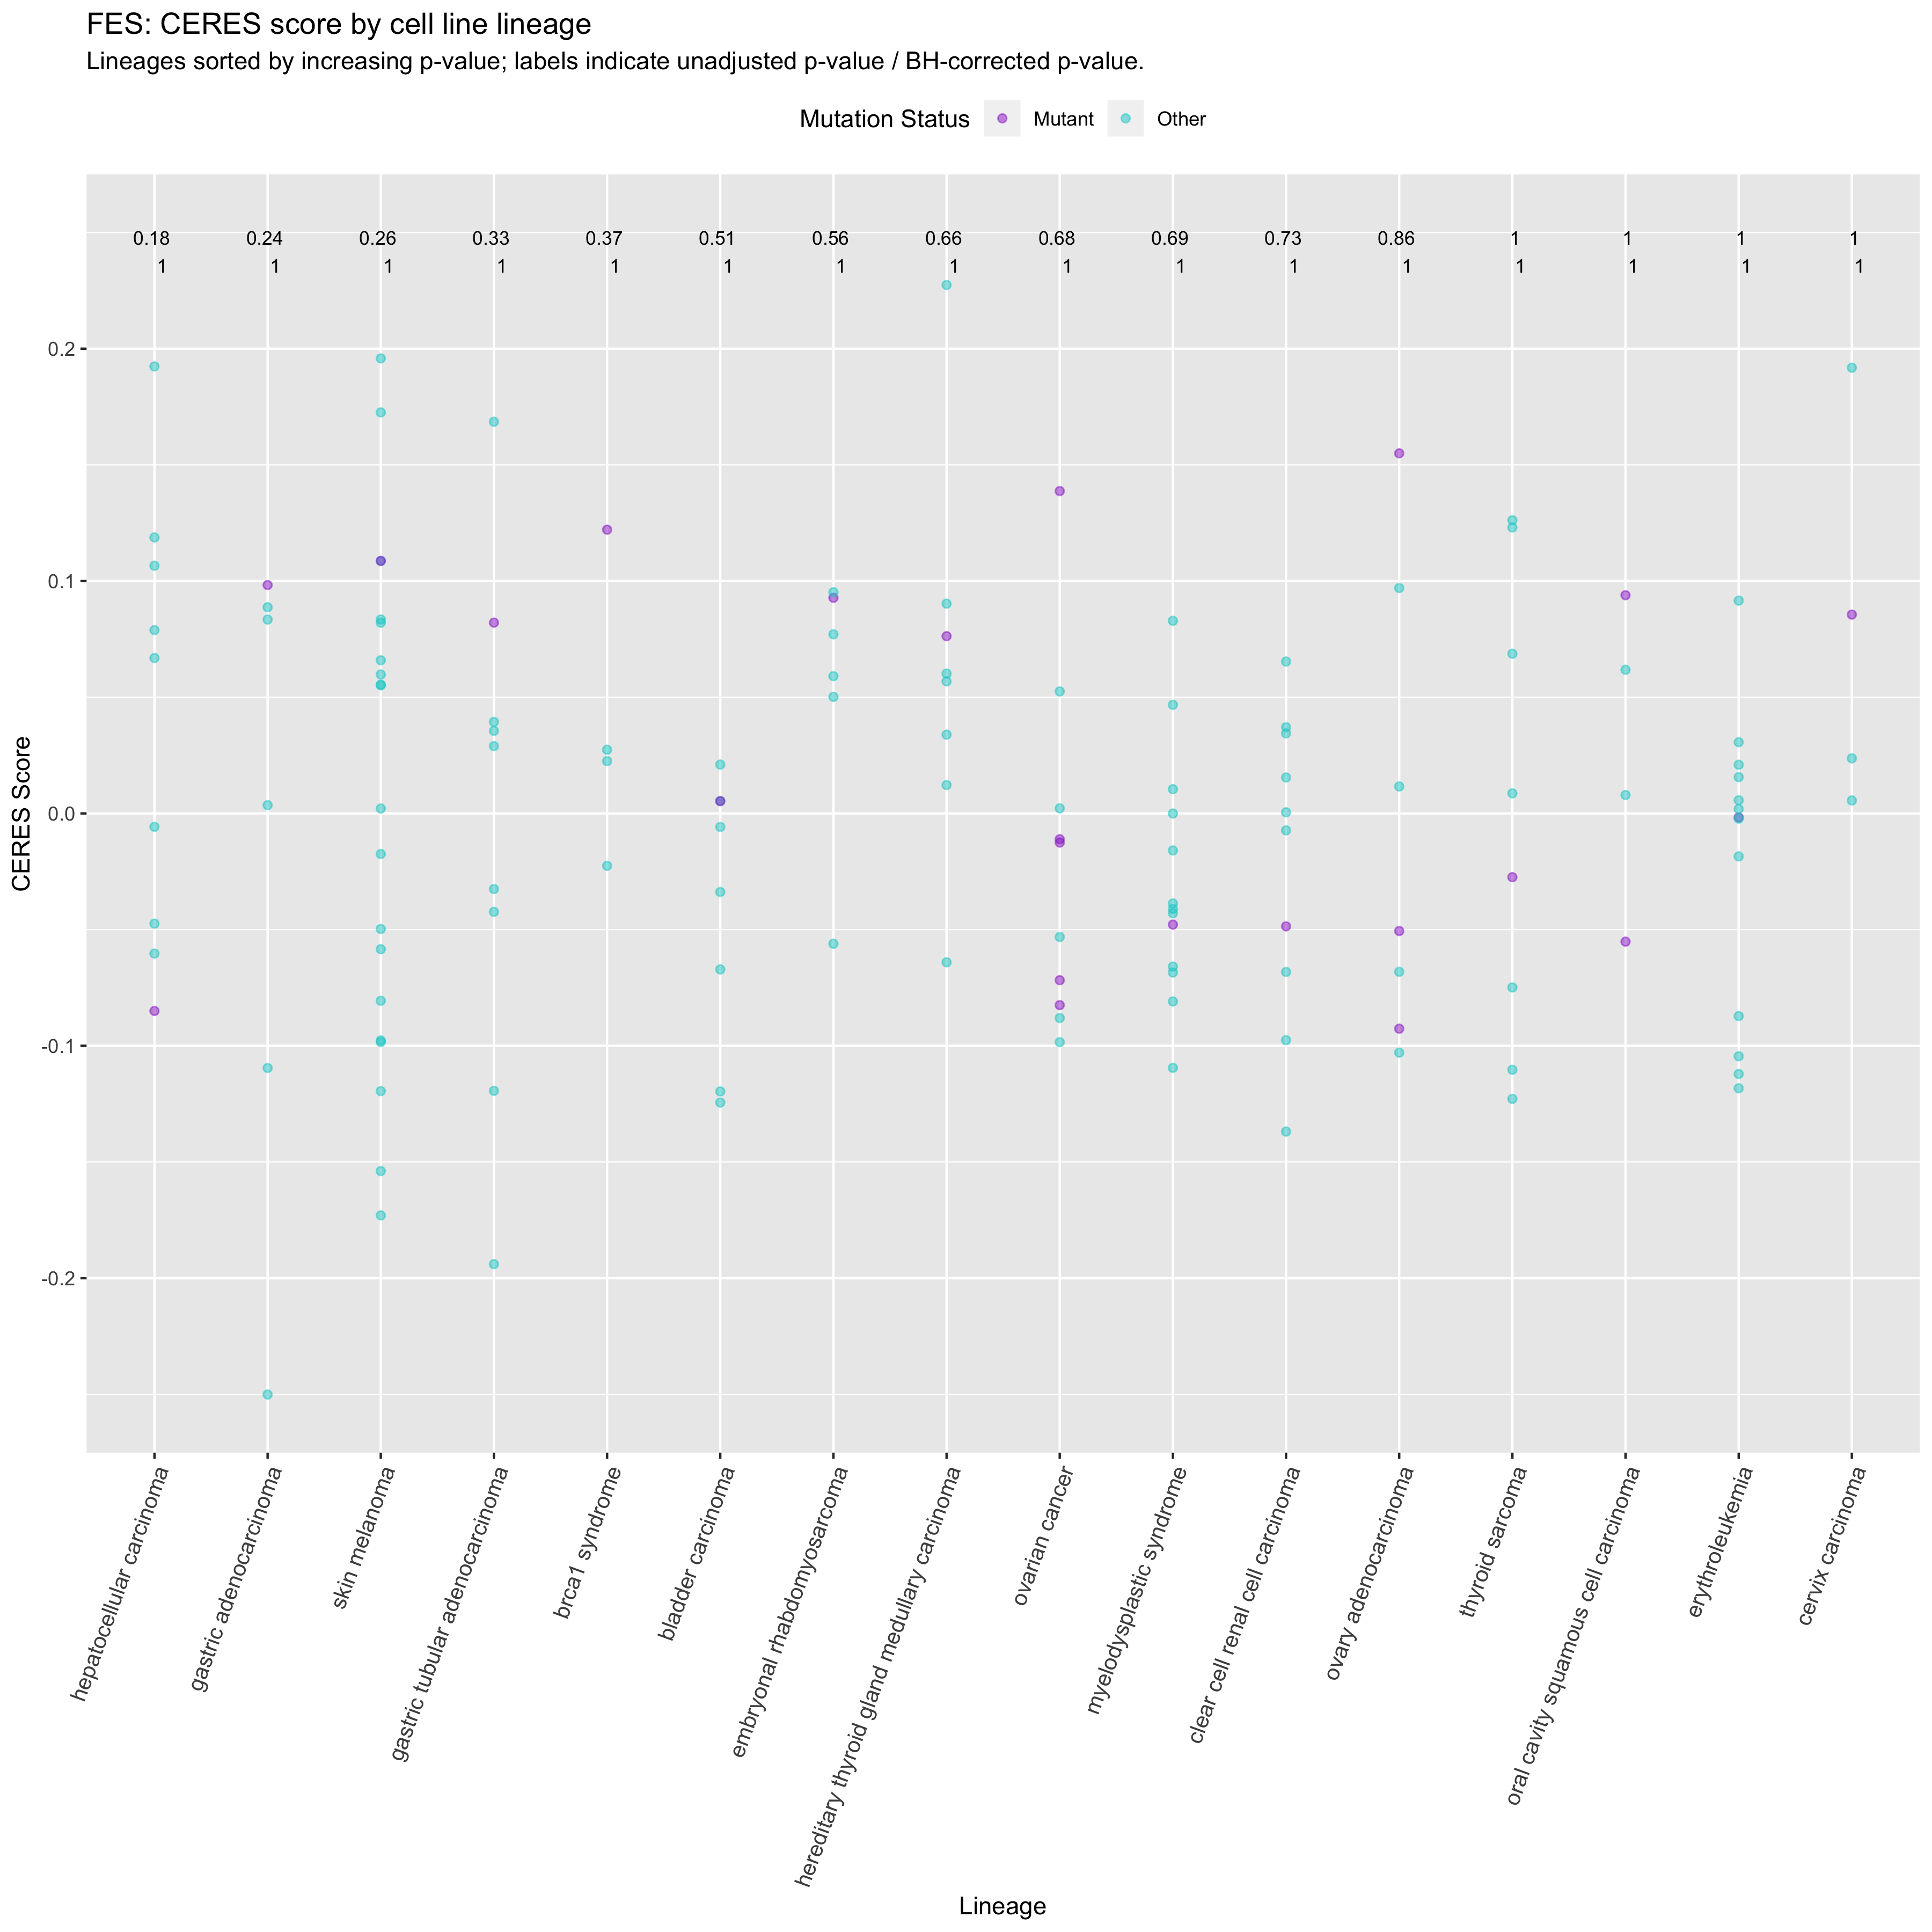 FES: CERES score by cell line lineage
Lineages sorted by increasing p-value; labels indicate unadjusted p-value / BH-corrected p-value.
Mutation Status Mutant Other
0.18 0.24 0.26 0.33 0.37 0.51 0.56 0.66 0.68 0.69 0.73 0.86 1 1 1 1
1 1 1 1 1 1 1 1 1 1 1 1 1 1 1 1
0.2
0.1
0.0
-0.1
-0.2
CERES Score
hepatocellular carcinoma
gastric adenocarcinoma
skin melanoma
gastric tubular adenocarcinoma
brca1 syndrome
bladder carcinoma
embryonal rhabdomyosarcoma
hereditary thyroid gland medullary carcinoma
ovarian cancer
myelodysplastic syndrome
clear cell renal cell carcinoma
ovary adenocarcinoma
thyroid sarcoma
oral cavity squamous cell carcinoma
erythroleukemia
cervix carcinoma
Lineage